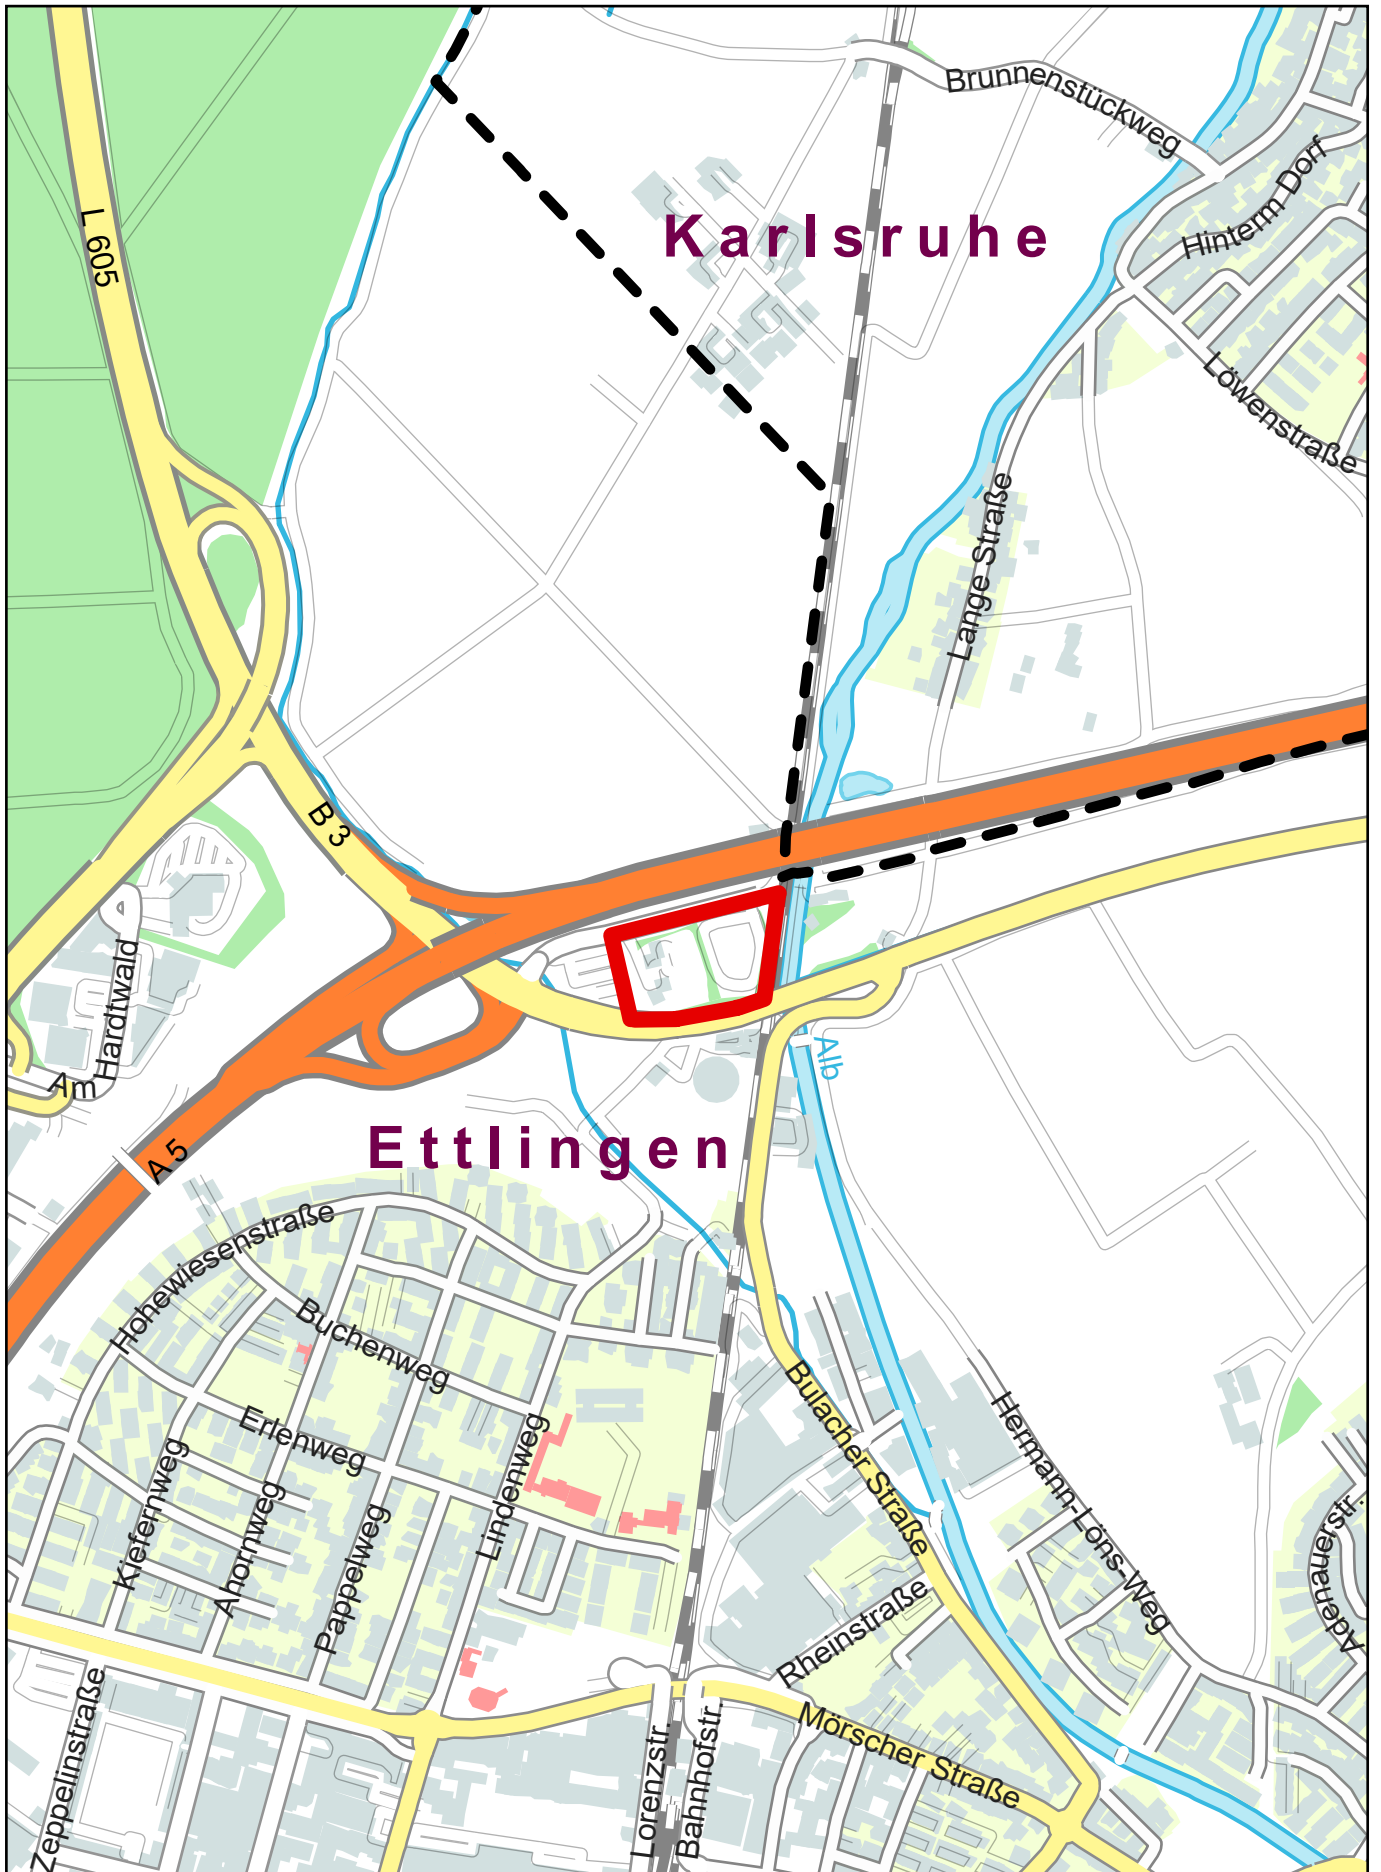 Brunnenstückweg
Hinterm Dorf
L 605
Karlsruhe
Löwenstraße
Lange Straße
B 3
Am Hardtwald
Alb
A 5
Ettlingen
Hohewiesenstraße
Buchenweg
Bulacher Straße
Hermann-Löns-Weg
Erlenweg
Lindenweg
Kiefernweg
Ahornweg
Pappelweg
Adenauerstr.
Rheinstraße
Zeppelinstraße
Mörscher Straße
Lorenzstr.
Bahnhofstr.